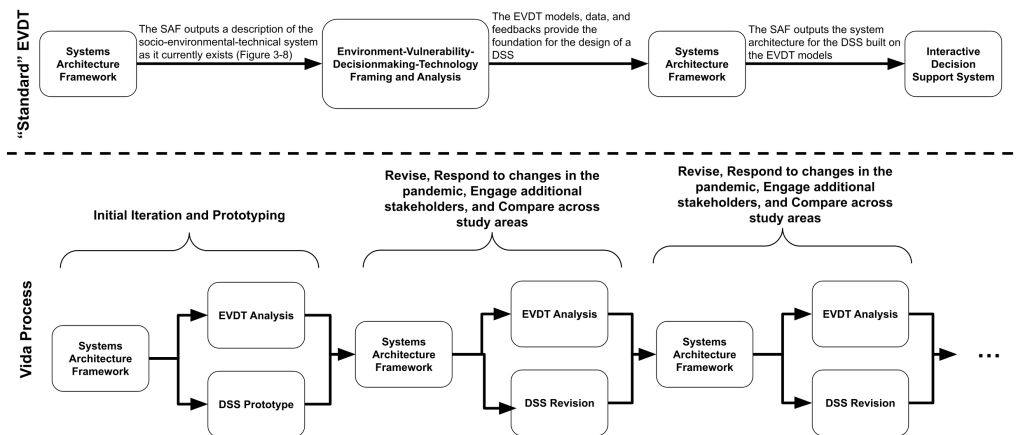 "Standard" EVDT
Systems
Architecture
Framework
The SAF outputs a description of the
socio-environmental-technical system
as it currently exists (Figure 3-8)
Environment-Vulnerability-
Decisionmaking-Technology
Framing and Analysis
The EVDT models, data, and
feedbacks provide the
foundation for the design of a
DSS
Systems
Architecture
Framework
The SAF outputs the system
architecture for the DSS built on
the EVDT models
Interactive
Decision
Support System
Vida Process
Initial Iteration and Prototyping
Revise, Respond to changes in the
pandemic, Engage additional
stakeholders, and Compare across
study areas
Revise, Respond to changes in the
pandemic, Engage additional
stakeholders, and Compare across
study areas
Systems
Architecture
Framework
EVDT Analysis
DSS Prototype
Systems
Architecture
Framework
EVDT Analysis
DSS Revision
Systems
Architecture
Framework
EVDT Analysis
DSS Revision
...